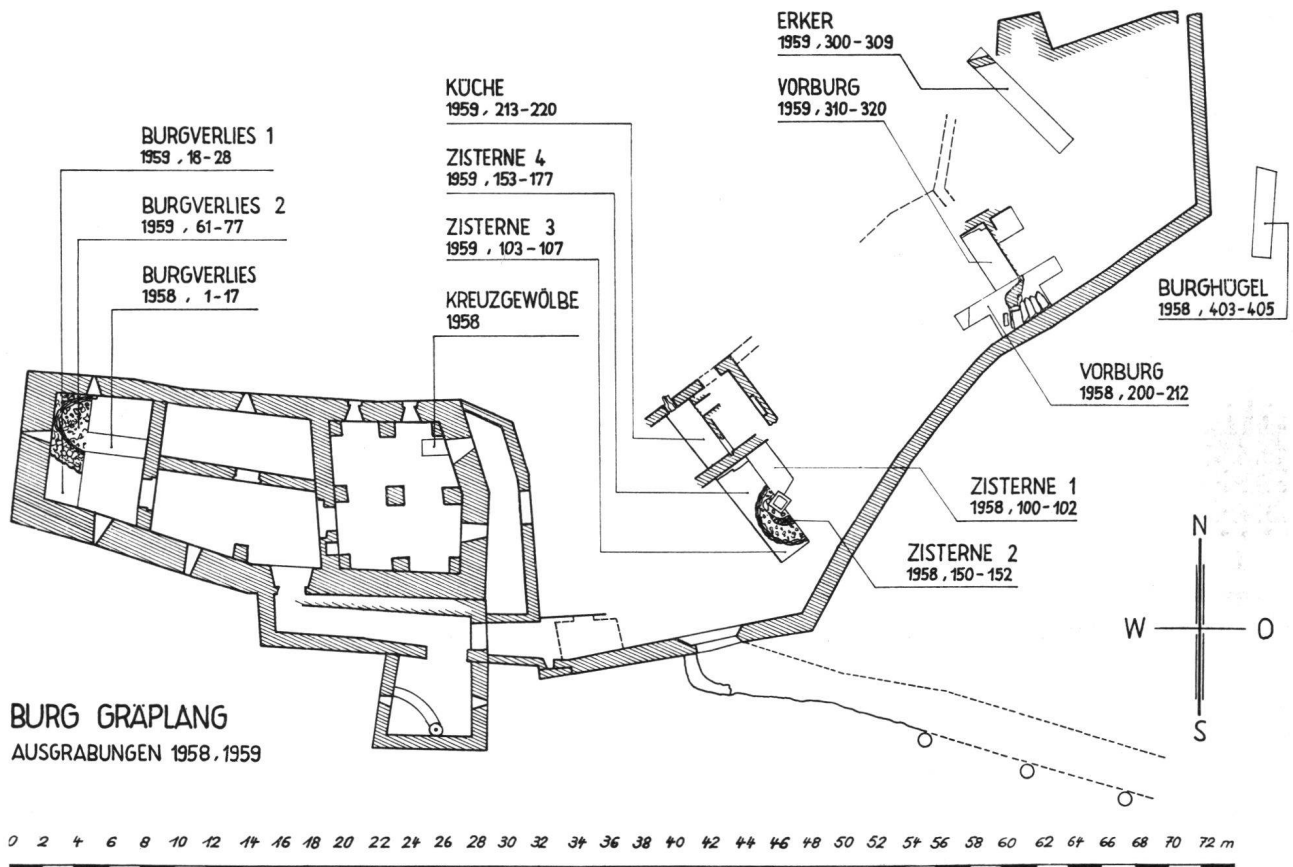 ERKER
1959, 300-309
VORBURG
1959, 310-320
KÜCHE
1959, 213-220
ZISTERNE 4
1959, 153-177
ZISTERNE 3
1959, 103-107
KREUZGEWÖLBE
1958
BURGVERLIES 1
1959, 18-28
BURGVERLIES 2
1959, 61-77
BURGVERLIES
1958, 1-17
BURGHÜGEL
1958, 403-405
VORBURG
1958, 200-212
ZISTERNE 1
1958, 100-102
ZISTERNE 2
1958, 150-152
N
W O
S
BURG GRÄPLANG
AUSGRABUNGEN 1958, 1959
0 2 4 6 8 10 12 14 16 18 20 22 24 26 28 30 32 34 36 38 40 42 44 46 48 50 52 54 56 58 60 62 64 66 68 70 72 m